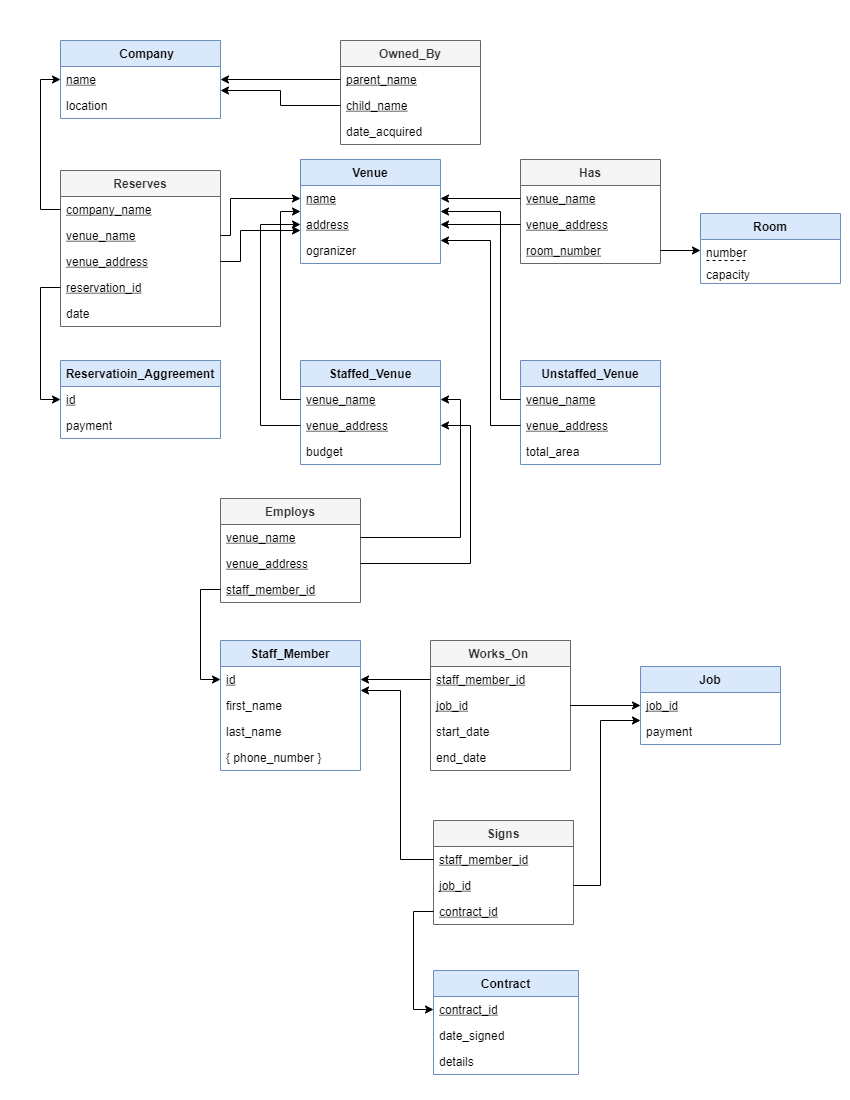 Company
name
location
Owned_By
parent_name
child_name
date_acquired
Reserves
company_name
venue_name
venue_address
reservation_id
date
Venue
name
address
ogranizer
Has
venue_name
venue_address
room_number
Room
number
capacity
Reservatioin_Aggreement
id
payment
Staffed_Venue
venue_name
venue_address
budget
Unstaffed_Venue
venue_name
venue_address
total_area
Employs
venue_name
venue_address
staff_member_id
Staff_Member
id
first_name
last_name
{ phone_number }
Works_On
staff_member_id
job_id
start_date
end_date
Job
job_id
payment
Signs
staff_member_id
job_id
contract_id
Contract
contract_id
date_signed
details